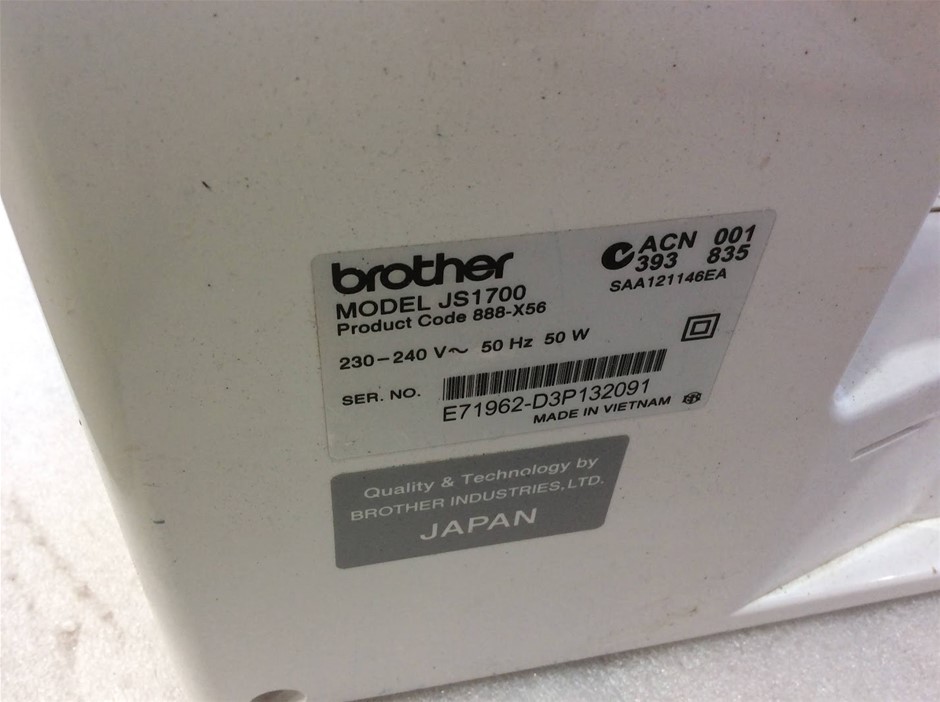 brother
MODEL JS1700
Product Code 888-X56
ACN 001
393 835
SAA121146EA
230–240 V~ 50 Hz 50 W
SER. NO.
E71962-D3P132091
MADE IN VIETNAM
Quality & Technology by
BROTHER INDUSTRIES,LTD.
JAPAN